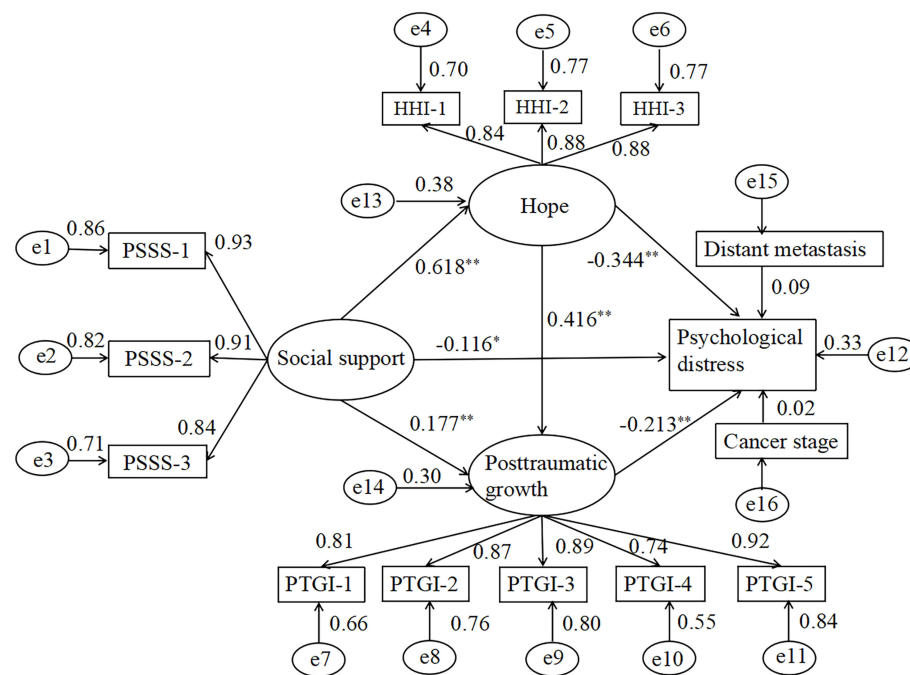 e4
e5
e6
0.70
0.77
0.77
HHI-1
HHI-2
HHI-3
0.84
0.88
0.88
e13
0.38
Hope
e15
e1
0.86
PSSS-1
0.93
0.618**
-0.344**
Distant metastasis
0.09
0.416**
e2
0.82
PSSS-2
0.91
Social support
-0.116*
Psychological
distress
0.33
e12
e3
0.71
PSSS-3
0.84
0.177**
-0.213**
0.02
Cancer stage
e14
0.30
Posttraumatic
growth
e16
0.81
0.87
0.89
0.74
0.92
PTGI-1
PTGI-2
PTGI-3
PTGI-4
PTGI-5
0.66
0.76
0.80
0.55
0.84
e7
e8
e9
e10
e11